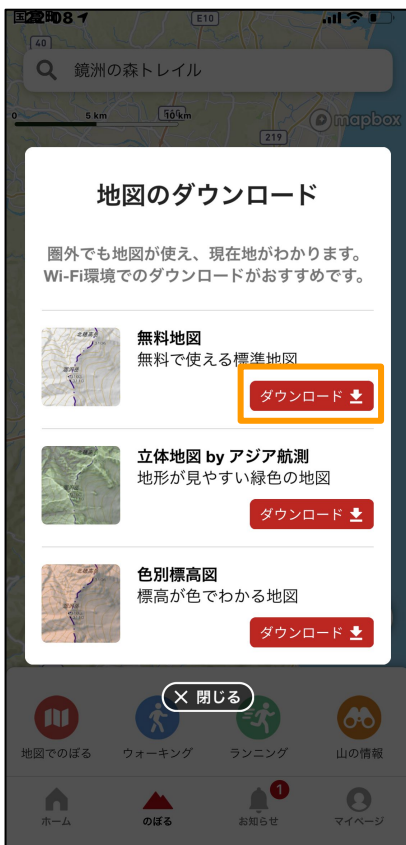 22:08
E10
40
鏡洲の森トレイル
0 5 km 10 km
mapbox
219
地図のダウンロード
圏外でも地図が使え、現在地がわかります。
Wi-Fi環境でのダウンロードがおすすめです。
無料地図
無料で使える標準地図
ダウンロード
立体地図 by アジア航測
地形が見やすい緑色の地図
ダウンロード
色別標高図
標高が色でわかる地図
ダウンロード
× 閉じる
地図でのぼる
ウォーキング
ランニング
山の情報
ホーム
のぼる
1
お知らせ
マイページ